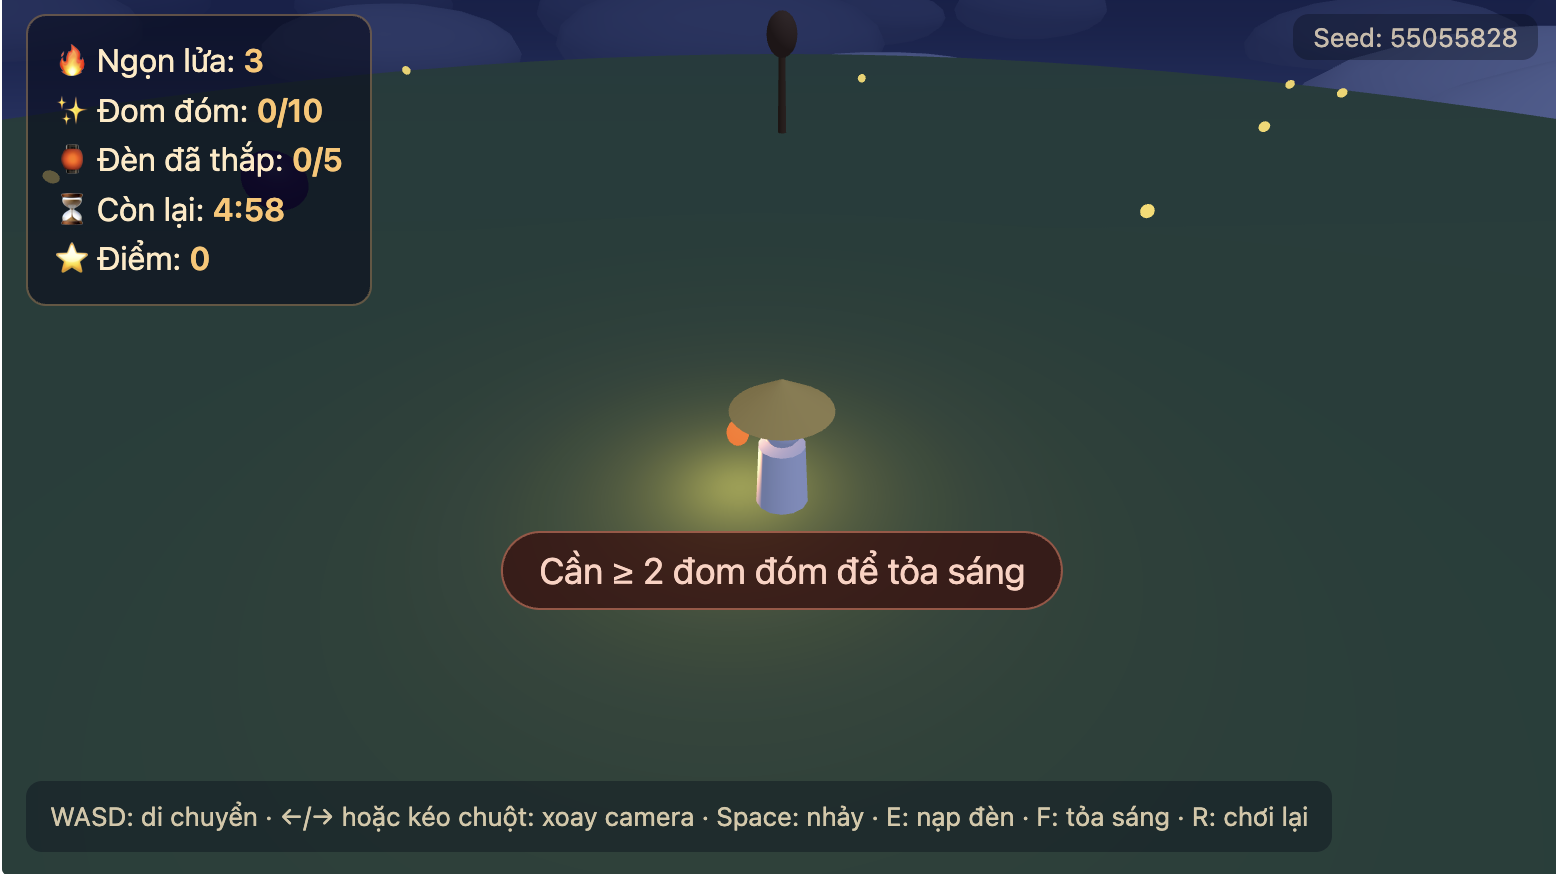 🔥 Ngọn lửa: 3
✨ Đom đóm: 0/10
🏮 Đèn đã thắp: 0/5
⏳ Còn lại: 4:58
⭐ Điểm: 0
Seed: 55055828
Cần ≥ 2 đom đóm để tỏa sáng
WASD: di chuyển · ←/→ hoặc kéo chuột: xoay camera · Space: nhảy · E: nạp đèn · F: tỏa sáng · R: chơi lại